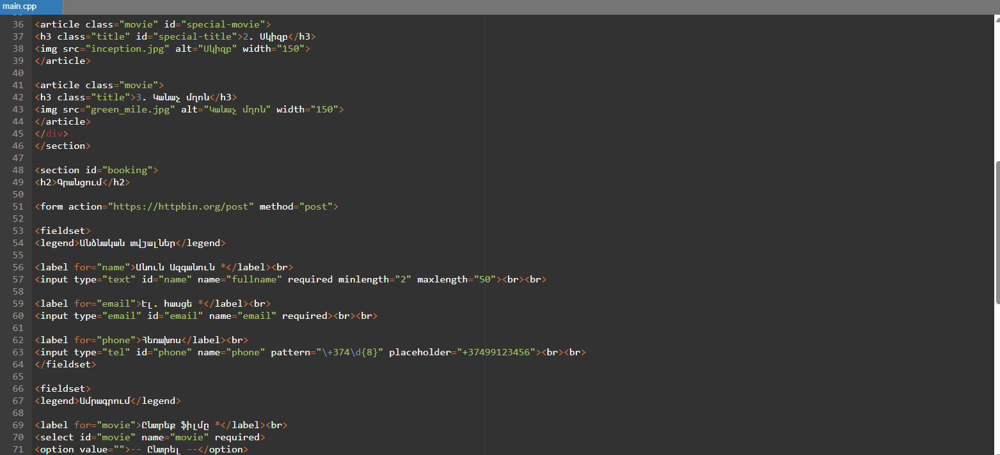 main.cpp
36 <article class="movie" id="special-movie">
37 <h3 class="title" id="special-title">2. Սկիզբ</h3>
38 <img src="inception.jpg" alt="Սկիզբ" width="150">
39 </article>
40
41 <article class="movie">
42 <h3 class="title">3. Կանաչ մղոն</h3>
43 <img src="green_mile.jpg" alt="Կանաչ մղոն" width="150">
44 </article>
45 </div>
46 </section>
47
48 <section id="booking">
49 <h2>Գրանցում</h2>
50
51 <form action="https://httpbin.org/post" method="post">
52
53 <fieldset>
54 <legend>Անձնական տվյալներ</legend>
55
56 <label for="name">Անուն Ազգանուն *</label><br>
57 <input type="text" id="name" name="fullname" required minlength="2" maxlength="50"><br><br>
58
59 <label for="email">Էլ. հասցե *</label><br>
60 <input type="email" id="email" name="email" required><br><br>
61
62 <label for="phone">Հեռախոս</label><br>
63 <input type="tel" id="phone" name="phone" pattern="\+374\d{8}" placeholder="+37499123456"><br><br>
64 </fieldset>
65
66 <fieldset>
67 <legend>Ամրագրում</legend>
68
69 <label for="movie">Ընտրեք ֆիլմը *</label><br>
70 <select id="movie" name="movie" required>
71 <option value="">-- Ընտրել --</option>